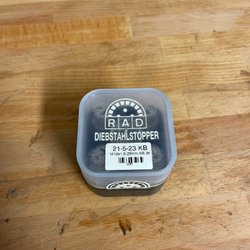 RAD
DIEBSTAHLSTOPPER
21-5-23 KB